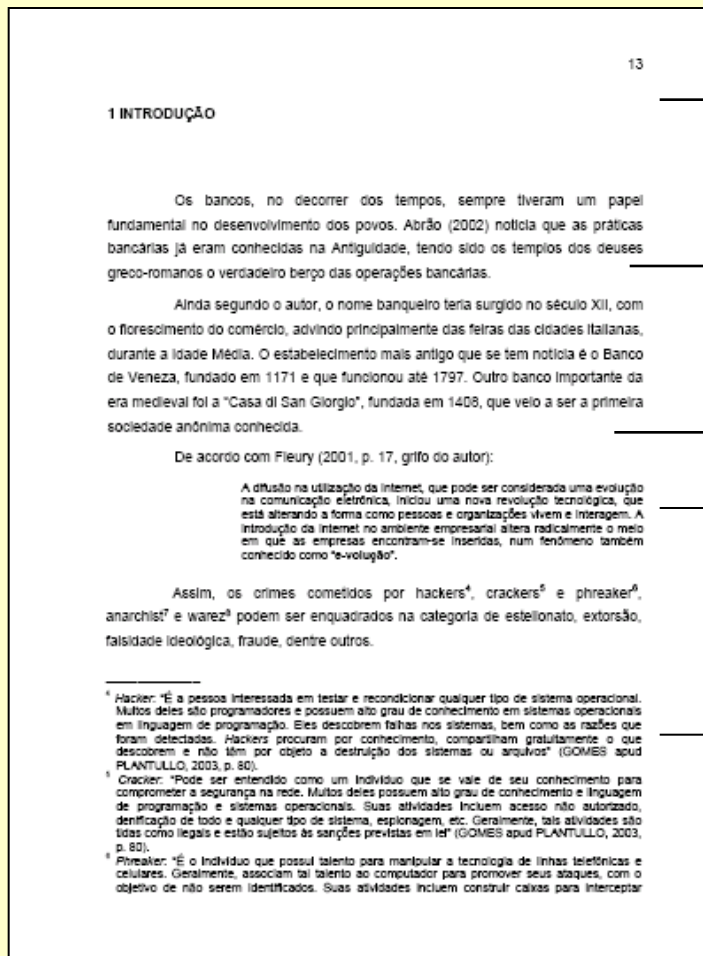 13
1 INTRODUÇÃO
Os bancos, no decorrer dos tempos, sempre tiveram um papel
fundamental no desenvolvimento dos povos. Abrão (2002) noticia que as práticas
bancárias já eram conhecidas na Antiguidade, tendo sido os templos dos deuses
greco-romanos o verdadeiro berço das operações bancárias.
Ainda segundo o autor, o nome banqueiro teria surgido no século XII, com
o florescimento do comércio, advindo principalmente das feiras das cidades italianas,
durante a Idade Média. O estabelecimento mais antigo que se tem notícia é o Banco
de Veneza, fundado em 1171 e que funcionou até 1797. Outro banco importante da
era medieval foi a "Casa di San Giorgio", fundada em 1408, que veio a ser a primeira
sociedade anônima conhecida.
De acordo com Fleury (2001, p. 17, grifo do autor):
A difusão na utilização da Internet, que pode ser considerada uma evolução
na comunicação eletrônica, iniciou uma nova revolução tecnológica, que
está alterando a forma como pessoas e organizações vivem e interagem. A
introdução da Internet no ambiente empresarial altera radicalmente o meio
em que as empresas encontram-se inseridas, num fenômeno também
conhecido como "e-volução".
Assim, os crimes cometidos por hackers⁴, crackers⁵ e phreaker⁶,
anarchist⁷ e warez⁸ podem ser enquadrados na categoria de estelionato, extorsão,
falsidade ideológica, fraude, dentre outros.
⁴ Hacker: "É a pessoa interessada em testar e recondicionar qualquer tipo de sistema operacional.
Muitos deles são programadores e possuem alto grau de conhecimento em sistemas operacionais
em linguagem de programação. Eles descobrem falhas nos sistemas, bem como as razões que
foram detectadas. Hackers procuram por conhecimento, compartilham gratuitamente o que
descobrem e não têm por objeto a destruição dos sistemas ou arquivos" (GOMES apud
PLANTULLO, 2003, p. 80).
⁵ Cracker: "Pode ser entendido como um indivíduo que se vale de seu conhecimento para
comprometer a segurança na rede. Muitos deles possuem alto grau de conhecimento e linguagem
de programação e sistemas operacionais. Suas atividades incluem acesso não autorizado,
denificação de todo e qualquer tipo de sistema, espionagem, etc. Geralmente, tais atividades são
tidas como ilegais e estão sujeitos às sanções previstas em lei" (GOMES apud PLANTULLO, 2003,
p. 80).
⁶ Phreaker: "É o indivíduo que possui talento para manipular a tecnologia de linhas telefônicas e
celulares. Geralmente, associam tal talento ao computador para promover seus ataques, com o
objetivo de não serem identificados. Suas atividades incluem construir caixas para interceptar